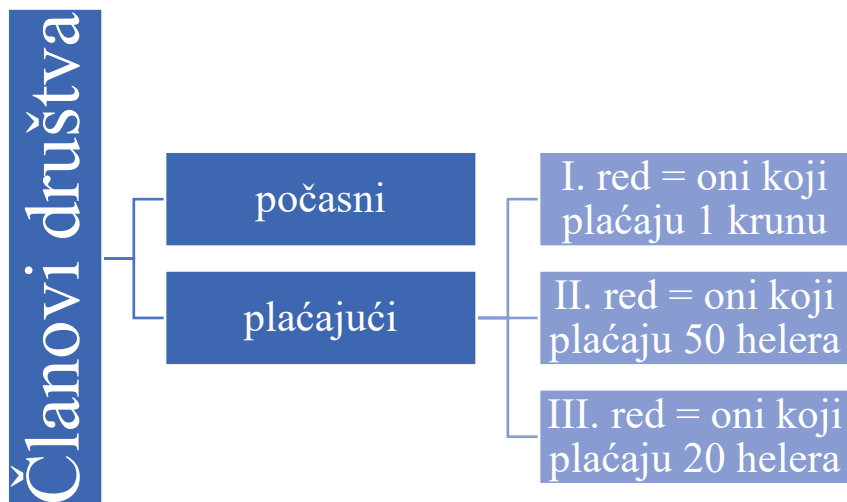 Članovi društva
počasni
plaćajući
I. red = oni koji
plaćaju 1 krunu
II. red = oni koji
plaćaju 50 helera
III. red = oni koji
plaćaju 20 helera